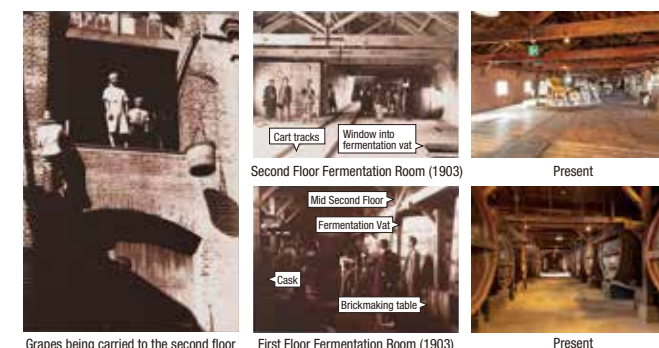 Cart tracks
Window into
fermentation vat
Second Floor Fermentation Room (1903)
Present
Mid Second Floor
Fermentation Vat
Cask
Brickmaking table
Grapes being carried to the second floor
First Floor Fermentation Room (1903)
Present